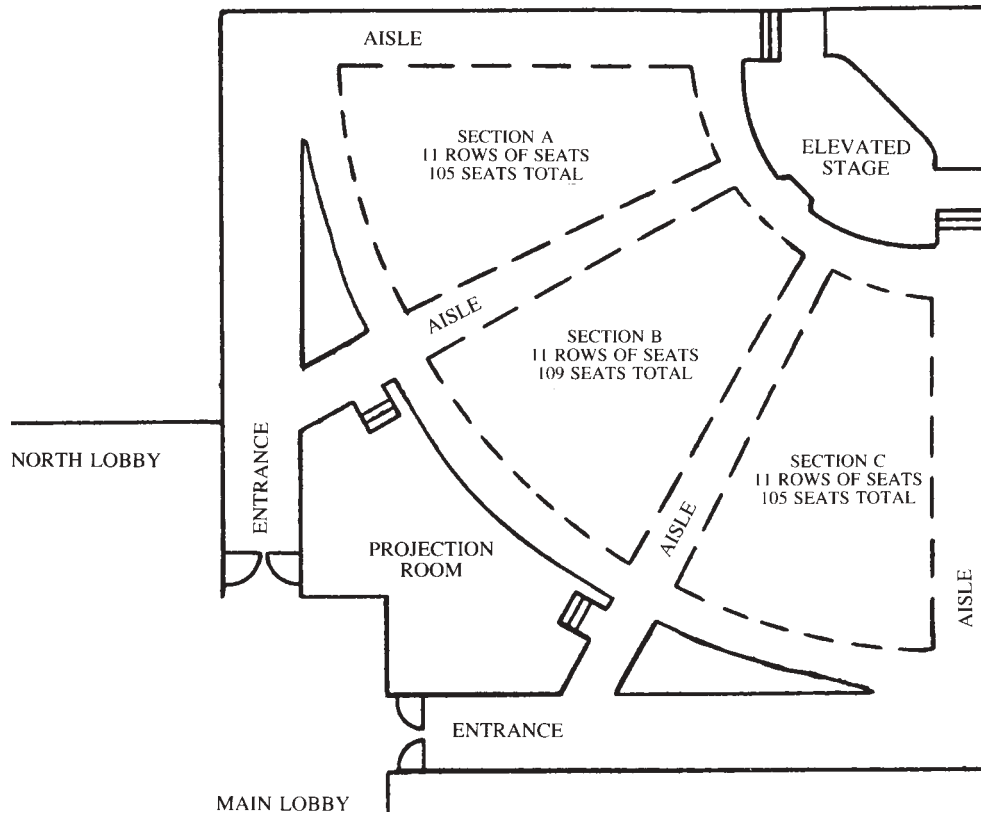 AISLE
SECTION A
11 ROWS OF SEATS
105 SEATS TOTAL
ELEVATED
STAGE
AISLE
SECTION B
11 ROWS OF SEATS
109 SEATS TOTAL
NORTH LOBBY
ENTRANCE
SECTION C
11 ROWS OF SEATS
105 SEATS TOTAL
AISLE
PROJECTION
ROOM
AISLE
ENTRANCE
MAIN LOBBY